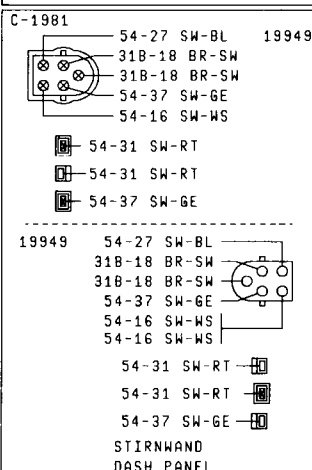 C-1981
54-27 SW-BL 19949
31B-18 BR-SW
31B-18 BR-SW
54-37 SW-GE
54-16 SW-WS
54-31 SW-RT
54-31 SW-RT
54-37 SW-GE
19949 54-27 SW-BL
31B-18 BR-SW
31B-18 BR-SW
54-37 SW-GE
54-16 SW-WS
54-16 SW-WS
54-31 SW-RT
54-31 SW-RT
54-37 SW-GE
STIRNWAND
DASH PANEL